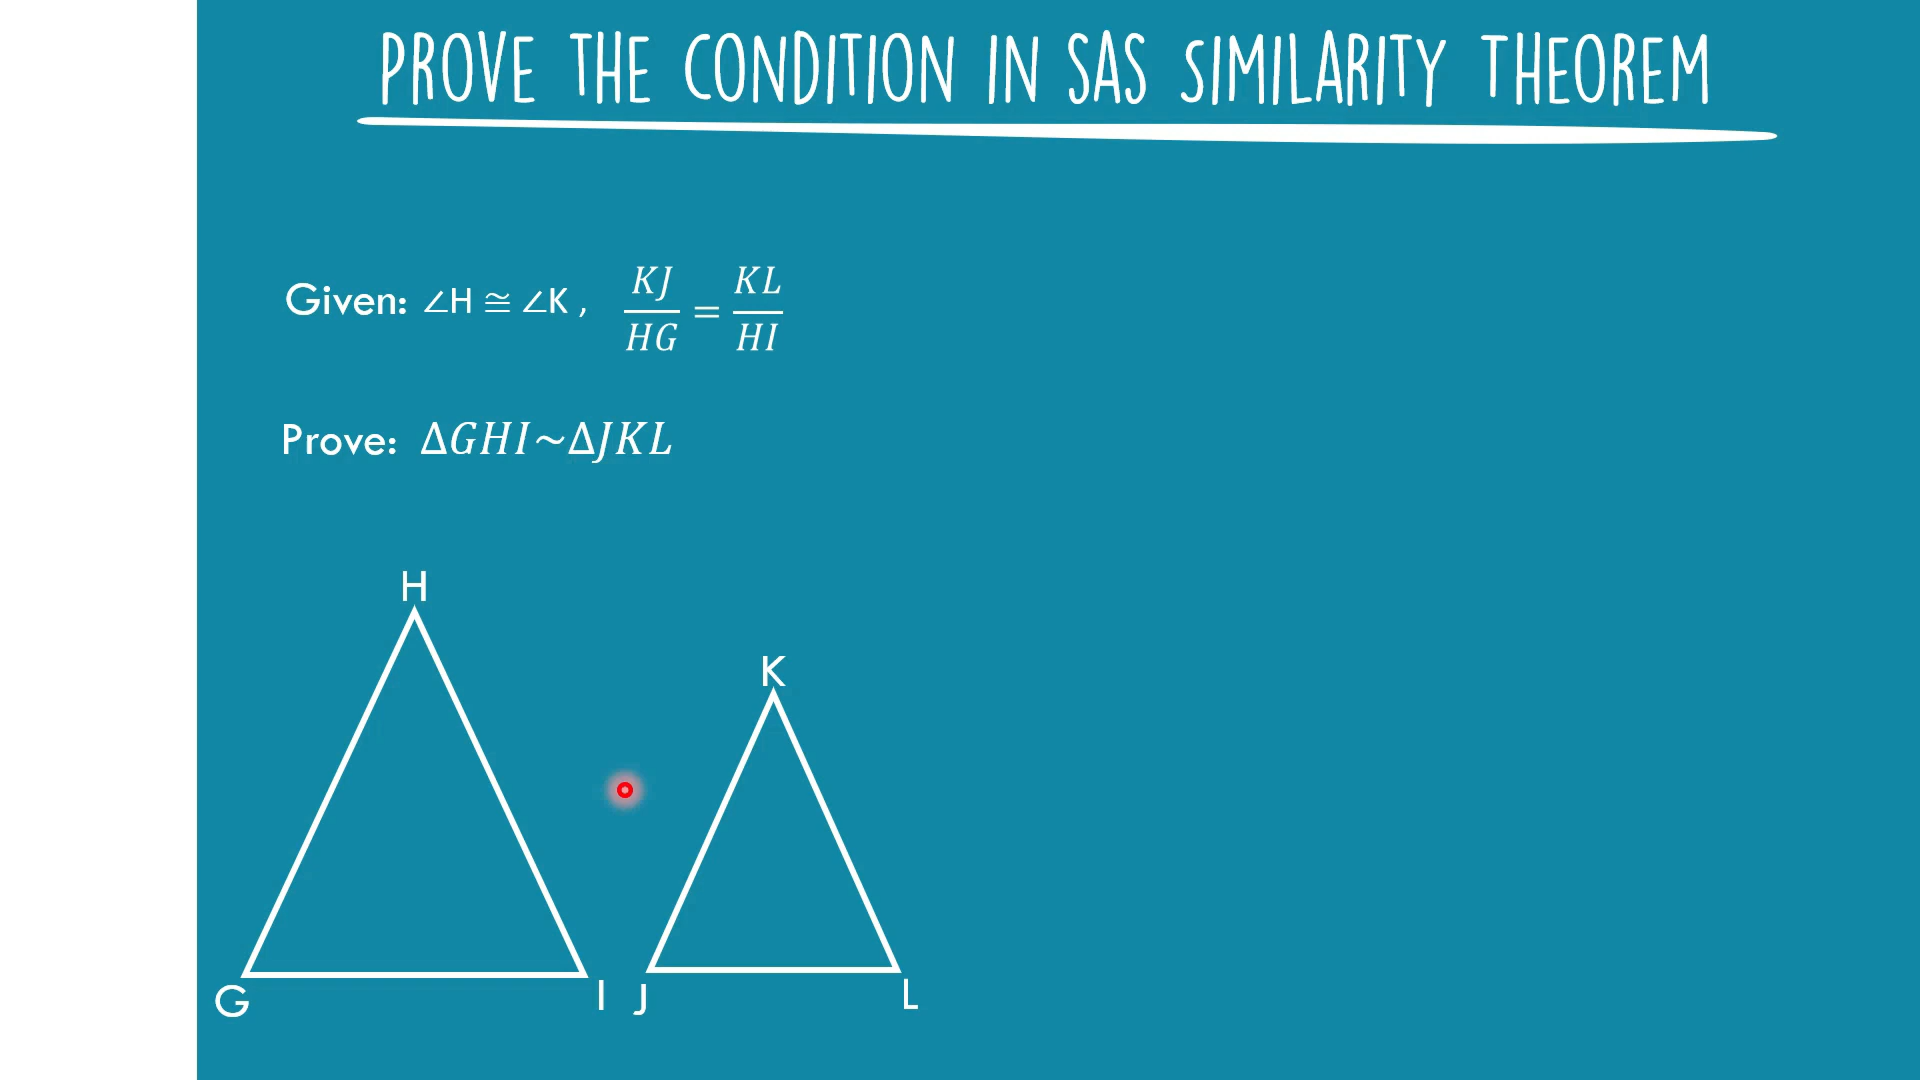 PROVE THE CONDITION IN SAS SIMILARITY THEOREM
Given: ∠H ≅ ∠K , KJ/HG = KL/HI
Prove: ΔGHI~ΔJKL
H
K
G
I
J
L